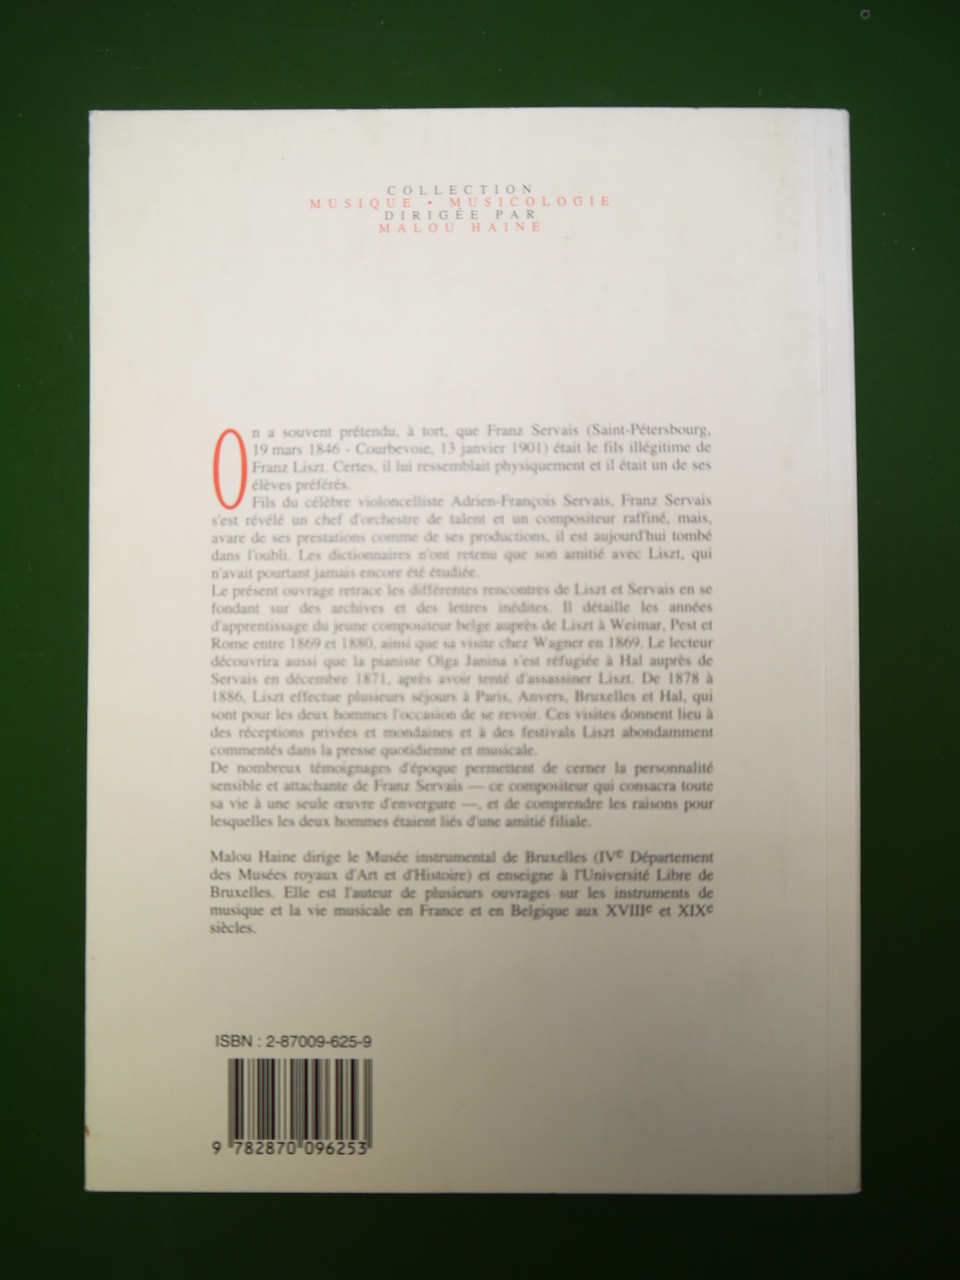 COLLECTION
MUSIQUE • MUSICOLOGIE
DIRIGÉE PAR
MALOU HAINE
On a souvent prétendu, à tort, que Franz Servais (Saint-Pétersbourg,
19 mars 1846 - Courbevoie, 13 janvier 1901) était le fils illégitime de
Franz Liszt. Certes, il lui ressemblait physiquement et il était un de ses
élèves préférés.
Fils du célèbre violoncelliste Adrien-François Servais, Franz Servais
s'est révélé un chef d'orchestre de talent et un compositeur raffiné, mais,
avare de ses prestations comme de ses productions, il est aujourd'hui tombé
dans l'oubli. Les dictionnaires n'ont retenu que son amitié avec Liszt, qui
n'avait pourtant jamais encore été étudiée.
Le présent ouvrage retrace les différentes rencontres de Liszt et Servais en se
fondant sur des archives et des lettres inédites. Il détaille les années
d'apprentissage du jeune compositeur belge auprès de Liszt à Weimar, Pest et
Rome entre 1869 et 1880, ainsi que sa visite chez Wagner en 1869. Le lecteur
découvrira aussi que la pianiste Olga Janina s'est réfugiée à Hal auprès de
Servais en décembre 1871, après avoir tenté d'assassiner Liszt. De 1878 à
1886, Liszt effectue plusieurs séjours à Paris, Anvers, Bruxelles et Hal, qui
sont pour les deux hommes l'occasion de se revoir. Ces visites donnent lieu à
des réceptions privées et mondaines et à des festivals Liszt abondamment
commentés dans la presse quotidienne et musicale.
De nombreux témoignages d'époque permettent de cerner la personnalité
sensible et attachante de Franz Servais — ce compositeur qui consacra toute
sa vie à une seule œuvre d'envergure —, et de comprendre les raisons pour
lesquelles les deux hommes étaient liés d'une amitié filiale.
Malou Haine dirige le Musée instrumental de Bruxelles (IVe Département
des Musées royaux d'Art et d'Histoire) et enseigne à l'Université Libre de
Bruxelles. Elle est l'auteur de plusieurs ouvrages sur les instruments de
musique et la vie musicale en France et en Belgique aux XVIIIe et XIXe
siècles.
ISBN : 2-87009-625-9
9 782870 096253